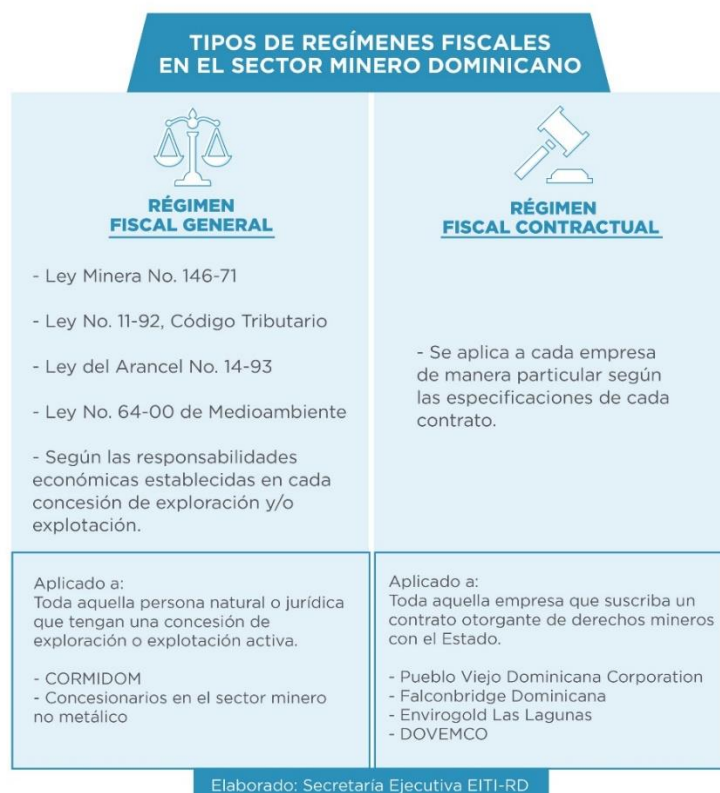 TIPOS DE REGÍMENES FISCALES
EN EL SECTOR MINERO DOMINICANO
RÉGIMEN
FISCAL GENERAL
- Ley Minera No. 146-71
- Ley No. 11-92, Código Tributario
- Ley del Arancel No. 14-93
- Ley No. 64-00 de Medioambiente
- Según las responsabilidades
económicas establecidas en cada
concesión de exploración y/o
explotación.
Aplicado a:
Toda aquella persona natural o jurídica
que tengan una concesión de
exploración o explotación activa.
- CORMIDOM
- Concesionarios en el sector minero
no metálico
RÉGIMEN
FISCAL CONTRACTUAL
- Se aplica a cada empresa
de manera particular según
las especificaciones de cada
contrato.
Aplicado a:
Toda aquella empresa que suscriba un
contrato otorgante de derechos mineros
con el Estado.
- Pueblo Viejo Dominicana Corporation
- Falconbridge Dominicana
- Envirogold Las Lagunas
- DOVEMCO
Elaborado: Secretaría Ejecutiva EITI-RD